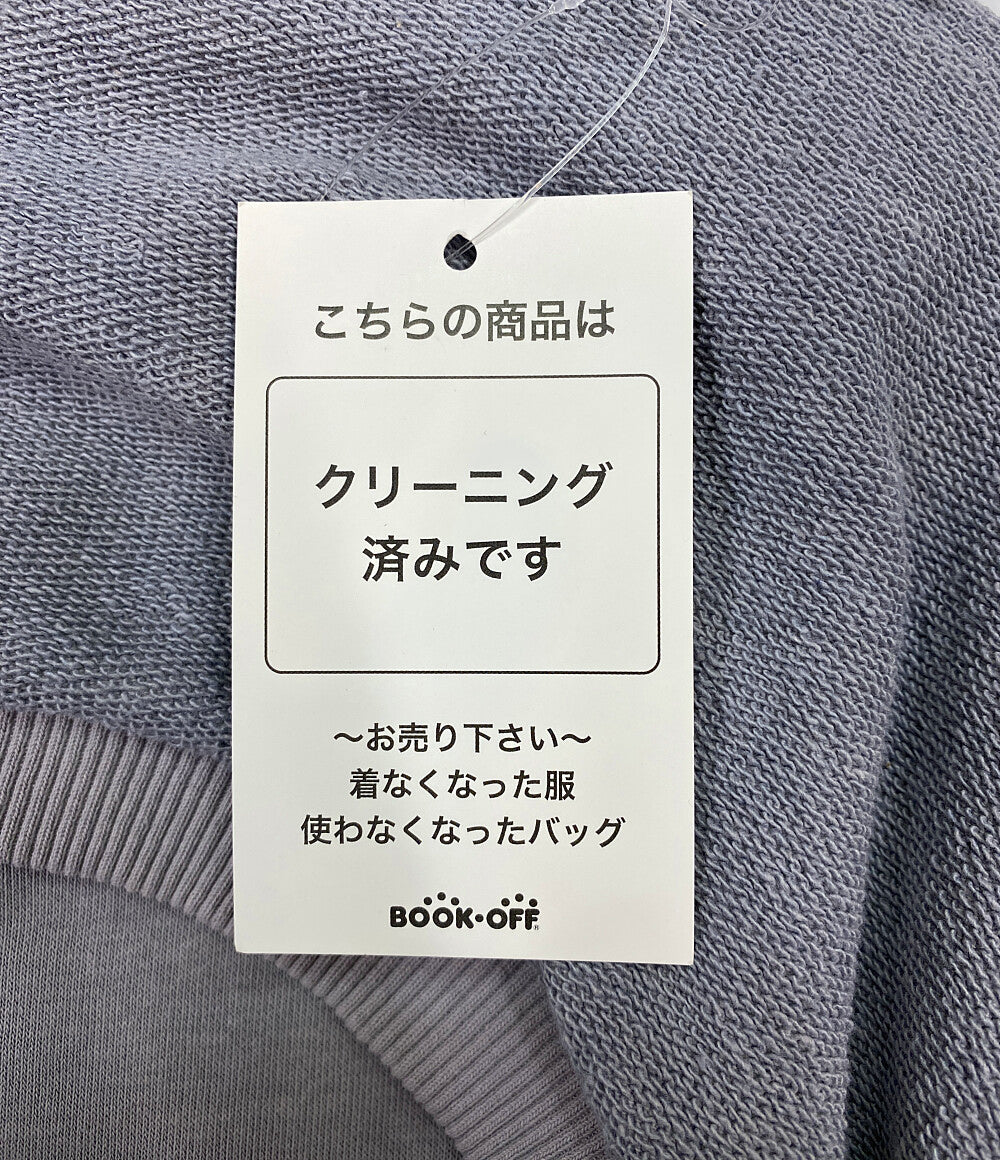 こちらの商品は
クリーニング
済みです
～お売り下さい～
着なくなった服
使わなくなったバッグ
BOOK・OFF®